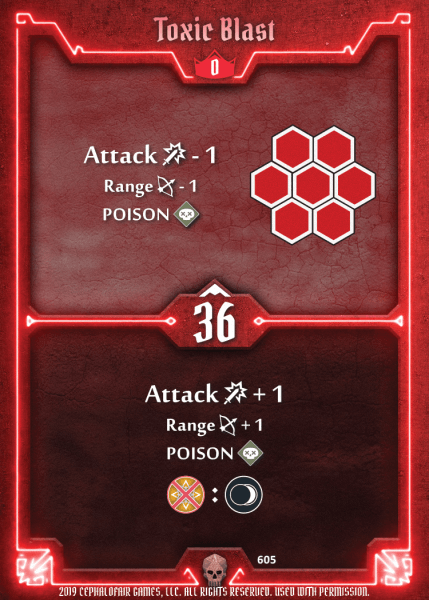 Toxic Blast
0
Attack - 1
Range - 1
POISON
36
Attack + 1
Range + 1
POISON
:
605
2019 CEPHALOFAIR GAMES, LLC. ALL RIGHTS RESERVED. USED WITH PERMISSION.